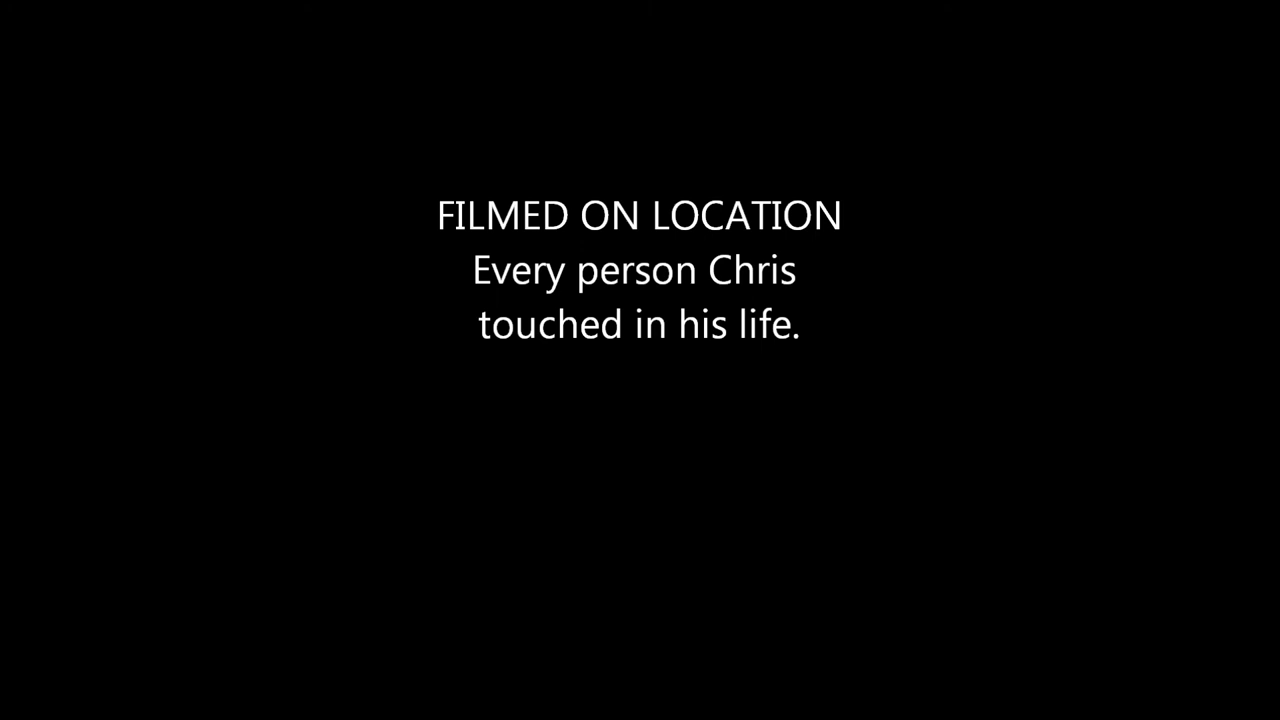 FILMED ON LOCATION
Every person Chris
touched in his life.